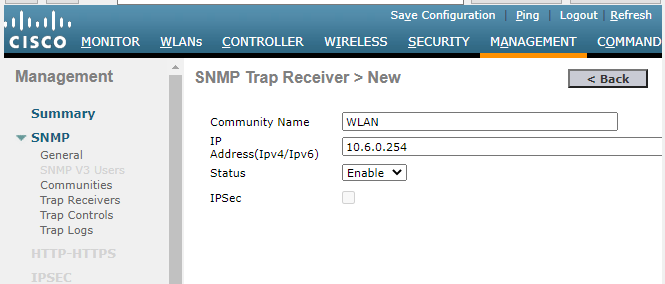 Save Configuration | Ping | Logout | Refresh
CISCO
MONITOR WLANs CONTROLLER WIRELESS SECURITY MANAGEMENT COMMAND
Management
SNMP Trap Receiver > New
< Back
Summary
SNMP
General
SNMP V3 Users
Communities
Trap Receivers
Trap Controls
Trap Logs
HTTP-HTTPS
IPSEC
Community Name WLAN
IP
Address(Ipv4/Ipv6) 10.6.0.254
Status Enable
IPSec